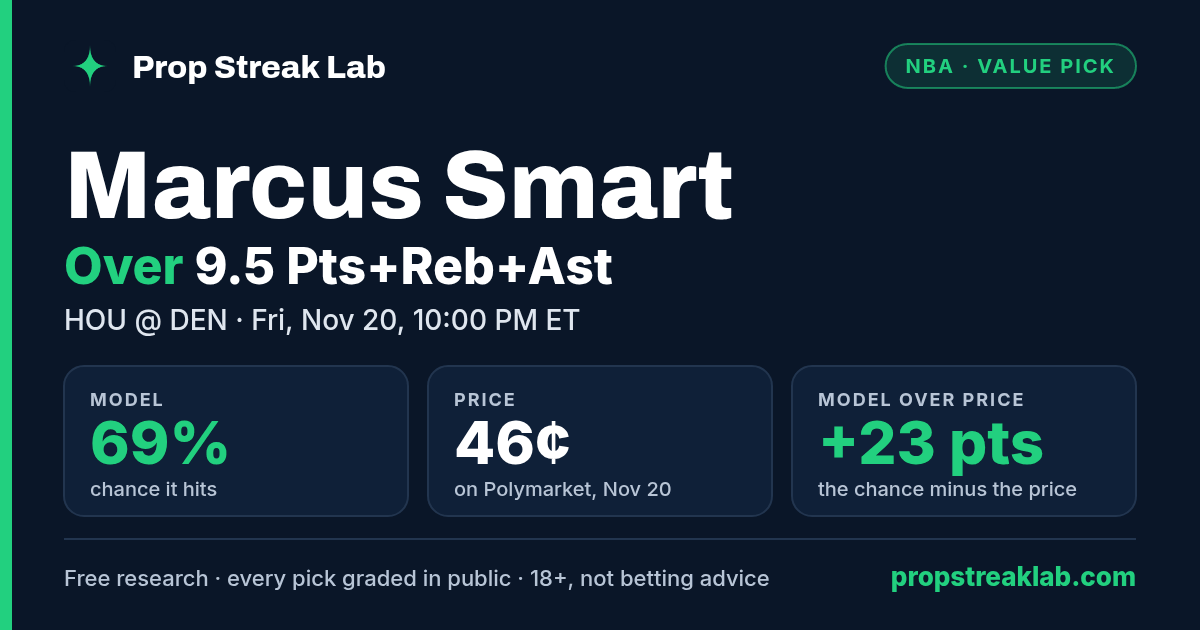 Prop Streak Lab
NBA · VALUE PICK
Marcus Smart
Over 9.5 Pts+Reb+Ast
HOU @ DEN · Fri, Nov 20, 10:00 PM ET
MODEL
69%
chance it hits
PRICE
46¢
on Polymarket, Nov 20
MODEL OVER PRICE
+23 pts
the chance minus the price
Free research · every pick graded in public · 18+, not betting advice
propstreaklab.com